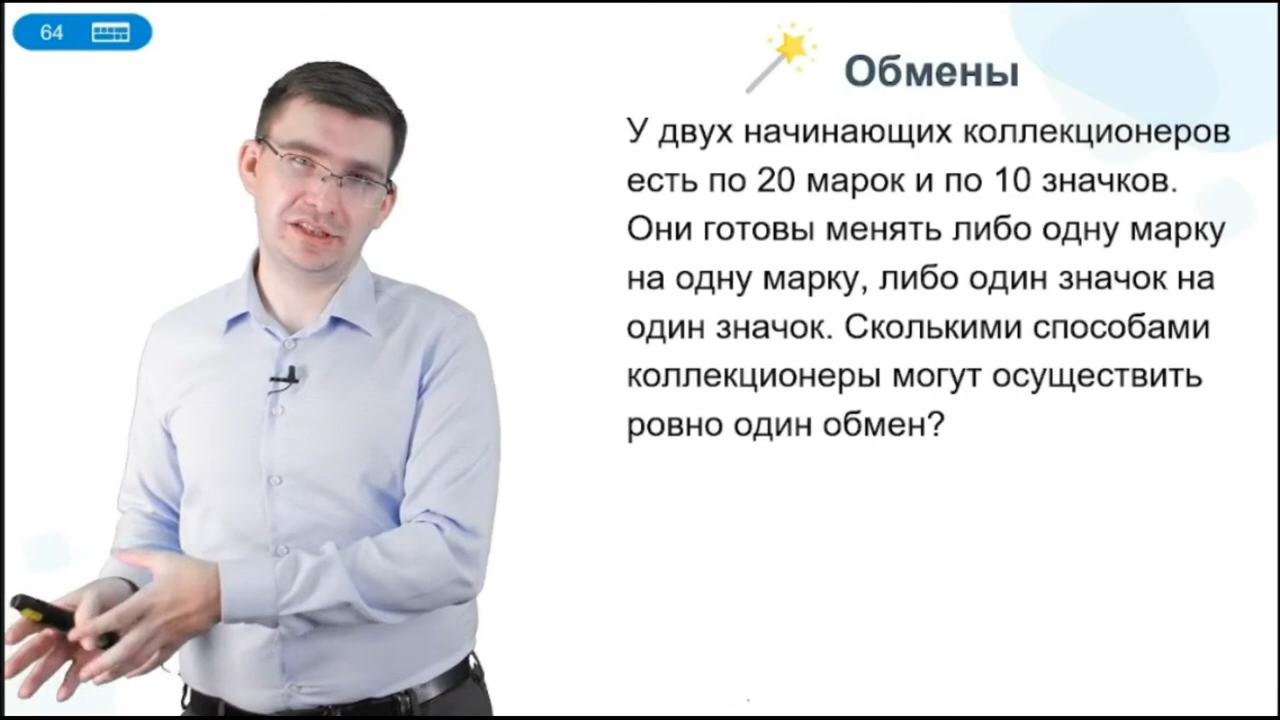 64
Обмены
У двух начинающих коллекционеров
есть по 20 марок и по 10 значков.
Они готовы менять либо одну марку
на одну марку, либо один значок на
один значок. Сколькими способами
коллекционеры могут осуществить
ровно один обмен?